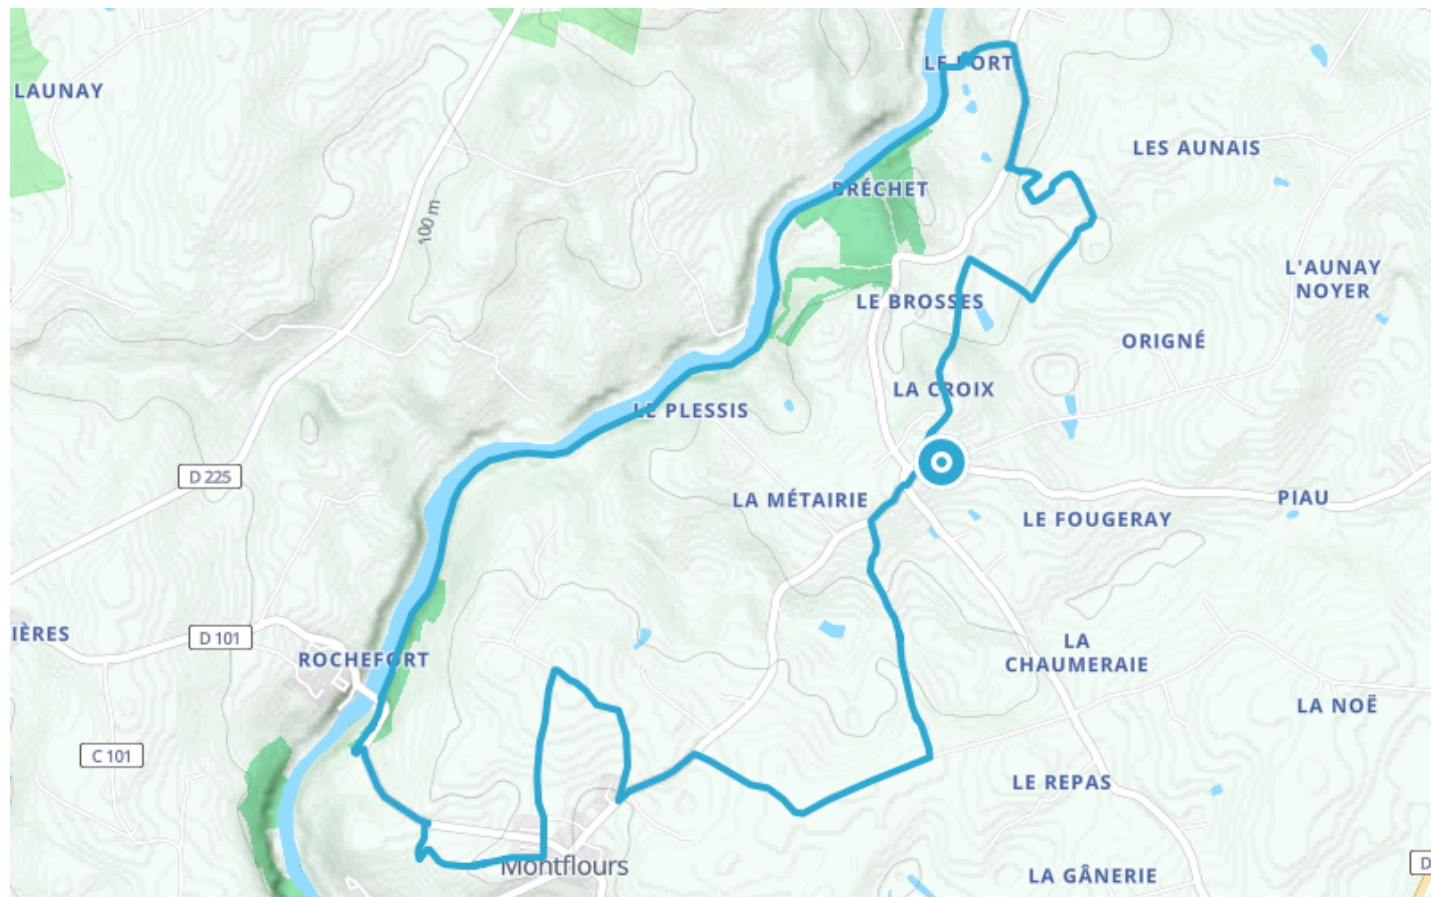 LE PORT
LAUNAY
LES AUNAIS
BRÉCHET
100 m
L'AUNAY
NOYER
LE BROSSES
ORIGNÉ
LA CROIX
LE PLESSIS
D 225
LA MÉTAIRIE
PIAU
LE FOUGERAY
IÈRES
D 101
LA
CHAUMERAIE
ROCHEFORT
LA NOË
C 101
LE REPAS
Montflours
D
LA GÂNERIE